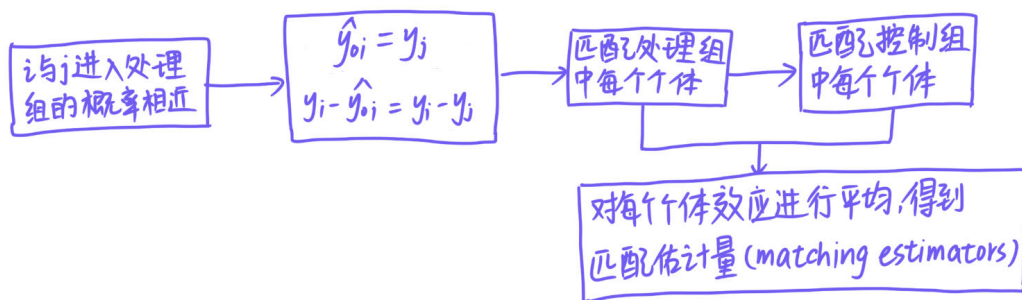 i与j进入处理
组的概率相近
ŷ₀ᵢ = yⱼ
yᵢ - ŷ₀ᵢ = yᵢ - yⱼ
匹配处理组
中每个个体
匹配控制组
中每个个体
对每个个体效应进行平均,得到
匹配估计量(matching estimators)